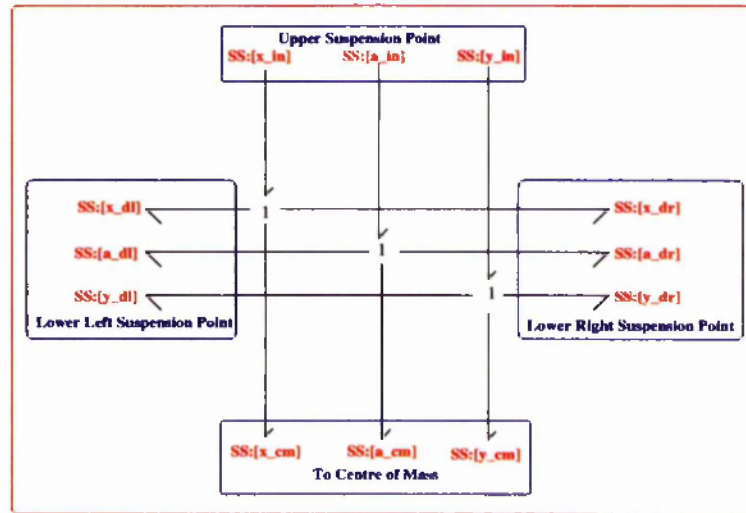 Upper Suspension Point
SS:[x_in] SS:[a_in] SS:[y_in]
SS:[x_dl] 1 SS:[x_dr]
SS:[a_dl] 1 SS:[a_dr]
SS:[y_dl] 1 SS:[y_dr]
Lower Left Suspension Point Lower Right Suspension Point
SS:[x_cm] SS:[a_cm] SS:[y_cm]
To Centre of Mass